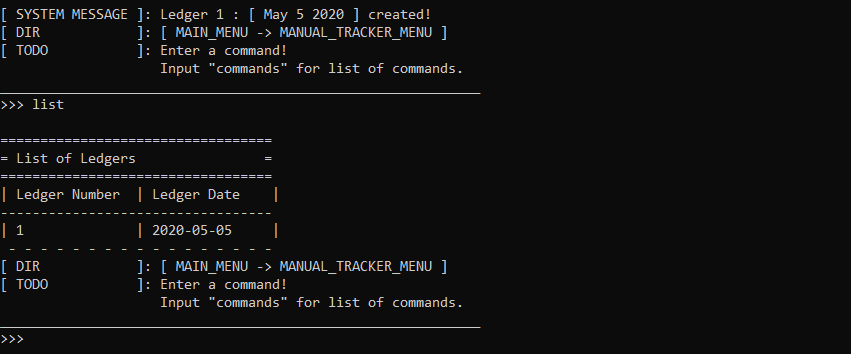 [ SYSTEM MESSAGE ]: Ledger 1 : [ May 5 2020 ] created!
[ DIR            ]: [ MAIN_MENU -> MANUAL_TRACKER_MENU ]
[ TODO           ]: Enter a command!
                    Input "commands" for list of commands.
____________________________________________________________
>>> list
==================================
= List of Ledgers                =
==================================
| Ledger Number  | Ledger Date    |
----------------------------------
| 1              | 2020-05-05     |
 - - - - - - - - - - - - - - - - -
[ DIR            ]: [ MAIN_MENU -> MANUAL_TRACKER_MENU ]
[ TODO           ]: Enter a command!
                    Input "commands" for list of commands.
____________________________________________________________
>>>